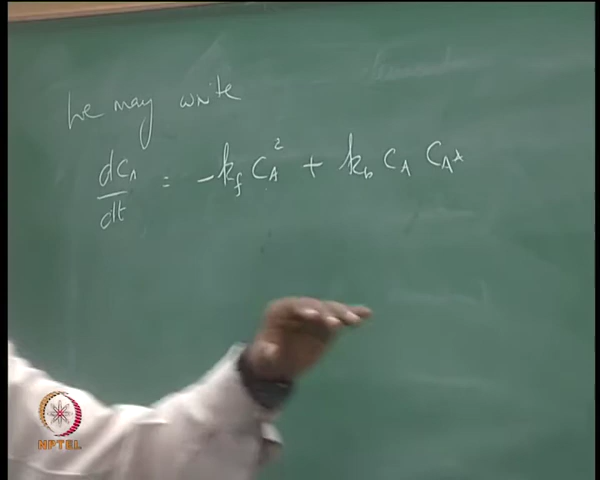 We may write
dC_A/dt = -k_f C_A^2 + k_b C_A C_A*
NPTEL